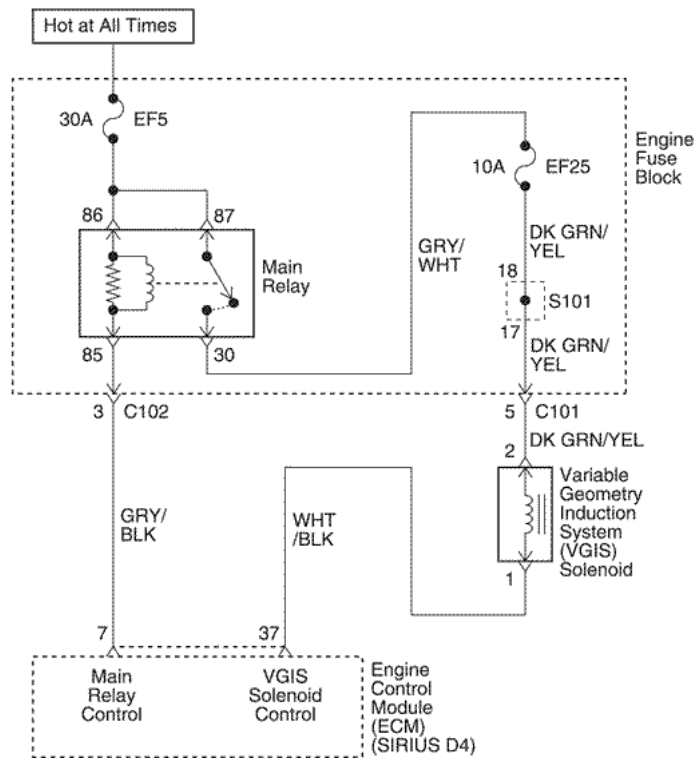 Hot at All Times
30A
EF5
Engine
Fuse
Block
10A
EF25
86
87
GRY/
WHT
DK GRN/
YEL
Main
Relay
18
S101
17
85
30
DK GRN/
YEL
3
C102
5
C101
DK GRN/YEL
2
Variable
Geometry
Induction
System
(VGIS)
Solenoid
GRY/
BLK
WHT
/BLK
1
7
37
Main
Relay
Control
VGIS
Solenoid
Control
Engine
Control
Module
(ECM)
(SIRIUS D4)